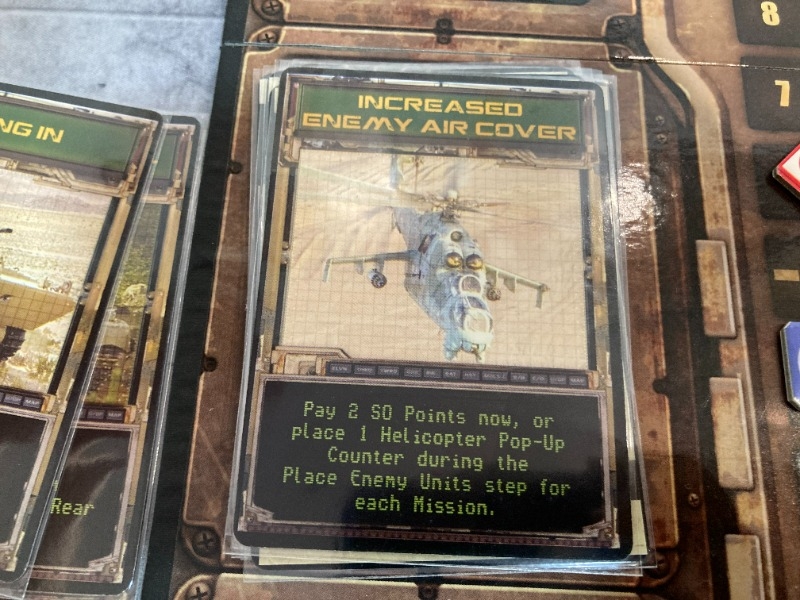 NG IN
Rear
INCREASED
ENEMY AIR COVER
Pay 2 SO Points now, or
place 1 Helicopter Pop-Up
Counter during the
Place Enemy Units step for
each Mission.
8
7